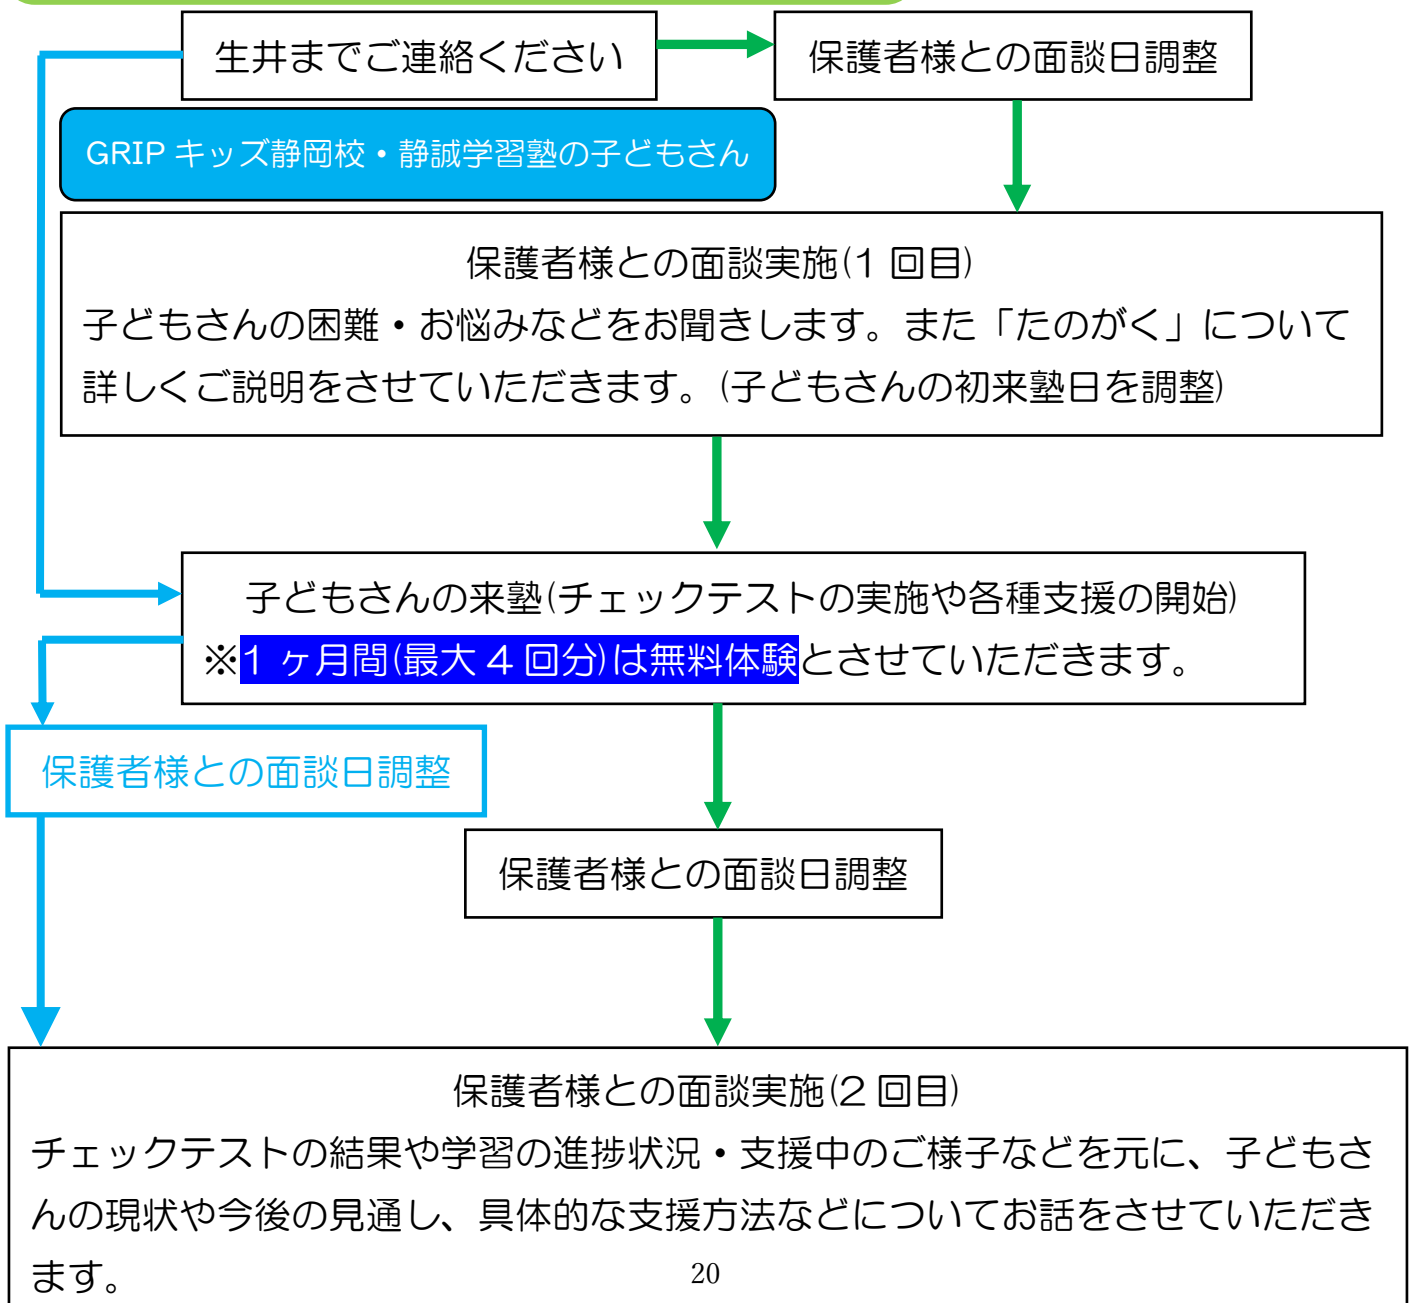 生井までご連絡ください
保護者様との面談日調整
GRIP キッズ静岡校・静誠学習塾の子どもさん
保護者様との面談実施(1 回目)
子どもさんの困難・お悩みなどをお聞きします。また「たのがく」について
詳しくご説明をさせていただきます。(子どもさんの初来塾日を調整)
子どもさんの来塾(チェックテストの実施や各種支援の開始)
※1 ヶ月間(最大 4 回分)は無料体験とさせていただきます。
保護者様との面談日調整
保護者様との面談日調整
保護者様との面談実施(2 回目)
チェックテストの結果や学習の進捗状況・支援中のご様子などを元に、子どもさ
んの現状や今後の見通し、具体的な支援方法などについてお話をさせていただき
ます。
20